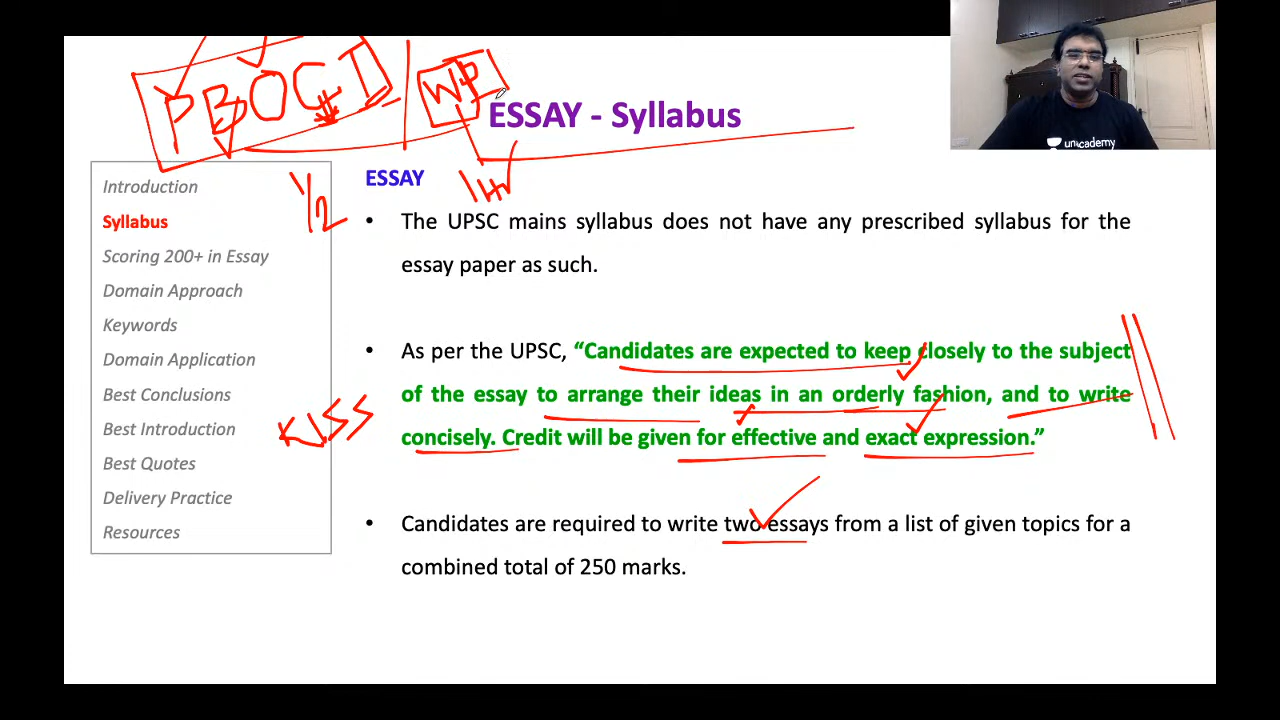 PBOCI WP
ESSAY - Syllabus
unacademy
Introduction
Syllabus
Scoring 200+ in Essay
Domain Approach
Keywords
Domain Application
Best Conclusions
Best Introduction
Best Quotes
Delivery Practice
Resources
1/2
1Hr
KISS
ESSAY
• The UPSC mains syllabus does not have any prescribed syllabus for the
essay paper as such.
• As per the UPSC, “Candidates are expected to keep closely to the subject
of the essay to arrange their ideas in an orderly fashion, and to write
concisely. Credit will be given for effective and exact expression.”
• Candidates are required to write two essays from a list of given topics for a
combined total of 250 marks.